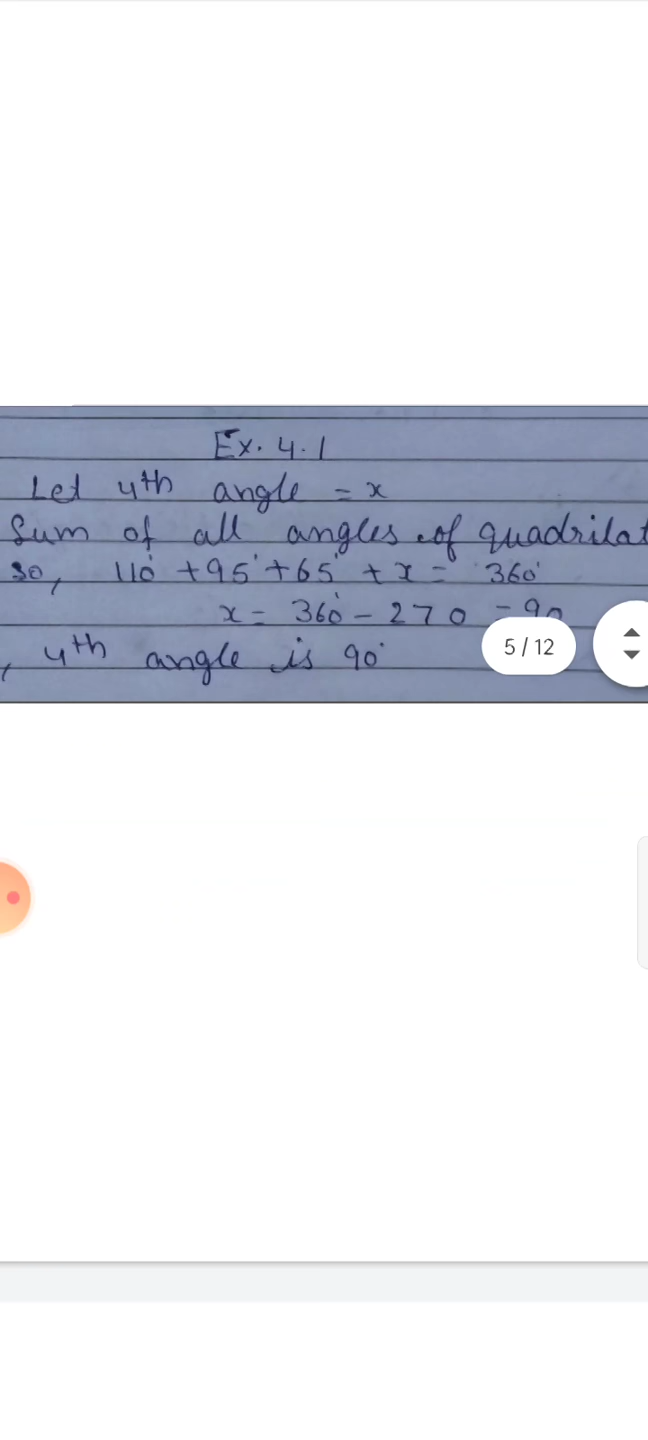 Ex. 4.1
Let 4th angle = x
Sum of all angles of quadrilat
so, 110° + 95° + 65° + x = 360°
x = 360° - 270 = 90
, 4th angle is 90°
5 / 12